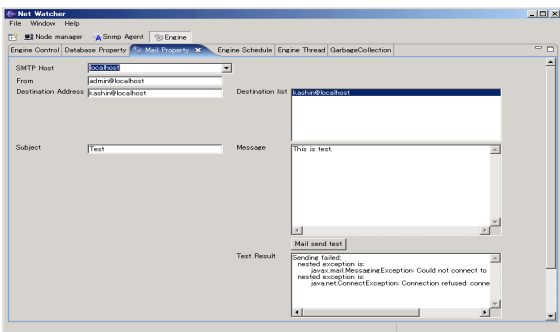 Net Watcher
File Window Help
Node manager Snmp Agent Engine
Engine Control Database Property Mail Property Engine Schedule Engine Thread GarbageCollection
SMTP Host localhost
From admin@localhost
Destination Address kashin@localhost Destination list kashin@localhost
Subject Test Message This is test.
Mail send test
Test Result Sending failed;
nested exception is:
javax.mail.MessagingException: Could not connect to
nested exception is:
java.net.ConnectException: Connection refused: conne